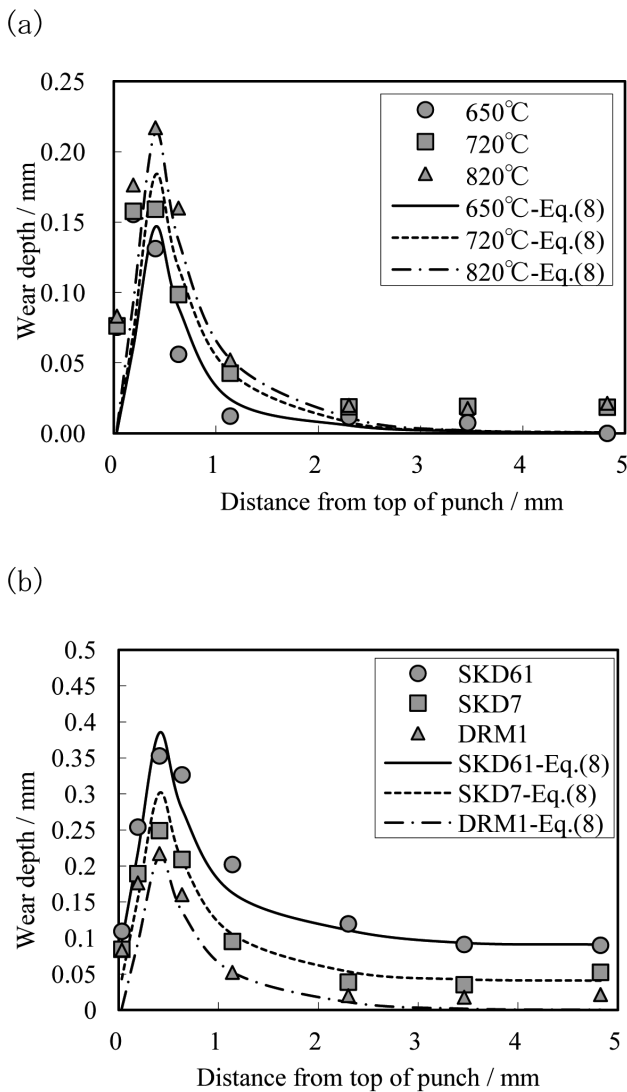 (a)
0.25
0.20
0.15
0.10
0.05
0.00
Wear depth / mm
650℃
720℃
820℃
650℃-Eq.(8)
720℃-Eq.(8)
820℃-Eq.(8)
0 1 2 3 4 5
Distance from top of punch / mm
(b)
0.5
0.45
0.4
0.35
0.3
0.25
0.2
0.15
0.1
0.05
0
Wear depth / mm
SKD61
SKD7
DRM1
SKD61-Eq.(8)
SKD7-Eq.(8)
DRM1-Eq.(8)
0 1 2 3 4 5
Distance from top of punch / mm